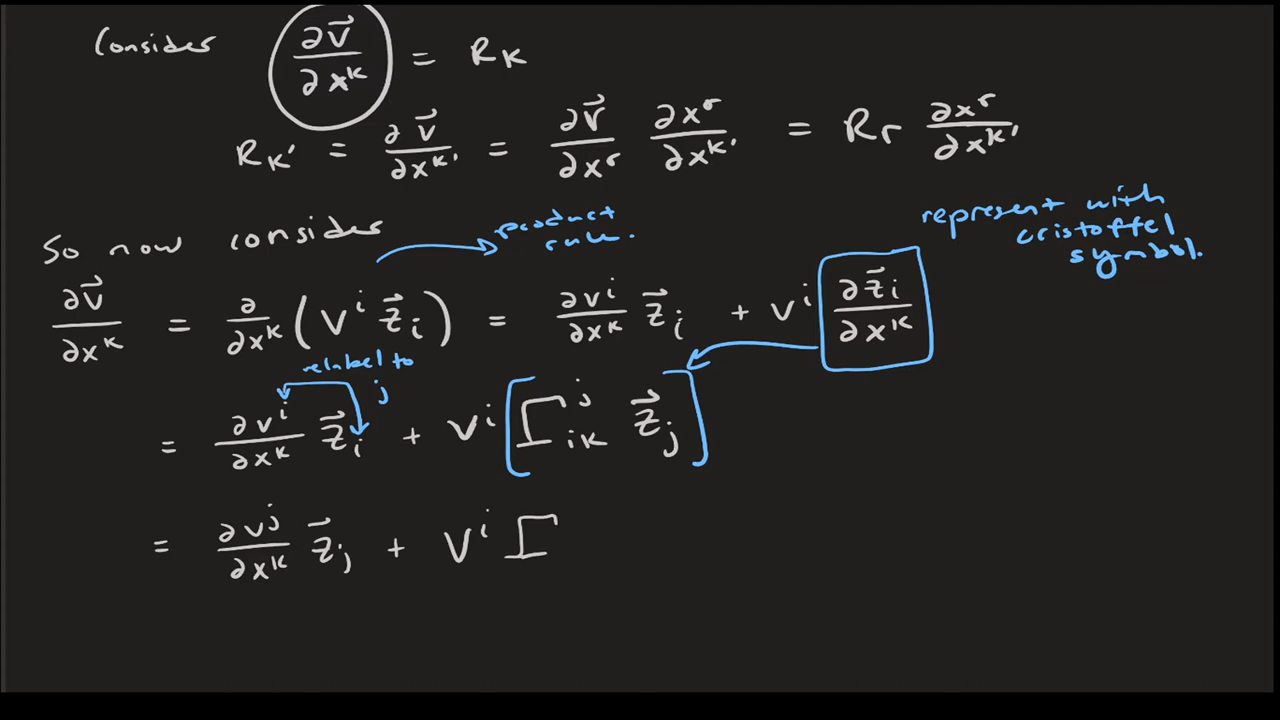 Consider ∂v⃗/∂x^k = R_k
R_k' = ∂v⃗/∂x^k' = ∂v⃗/∂x^r ∂x^r/∂x^k' = R_r ∂x^r/∂x^k'
So now consider
product rule.
represent with cristoffel symbol.
∂v⃗/∂x^k = ∂/∂x^k (v^i z⃗_i) = ∂v^i/∂x^k z⃗_i + v^i ∂z⃗_i/∂x^k
relabel to j
= ∂v^i/∂x^k z⃗_i + v^i [Γ^j_ik z⃗_j]
= ∂v^j/∂x^k z⃗_j + v^i Γ